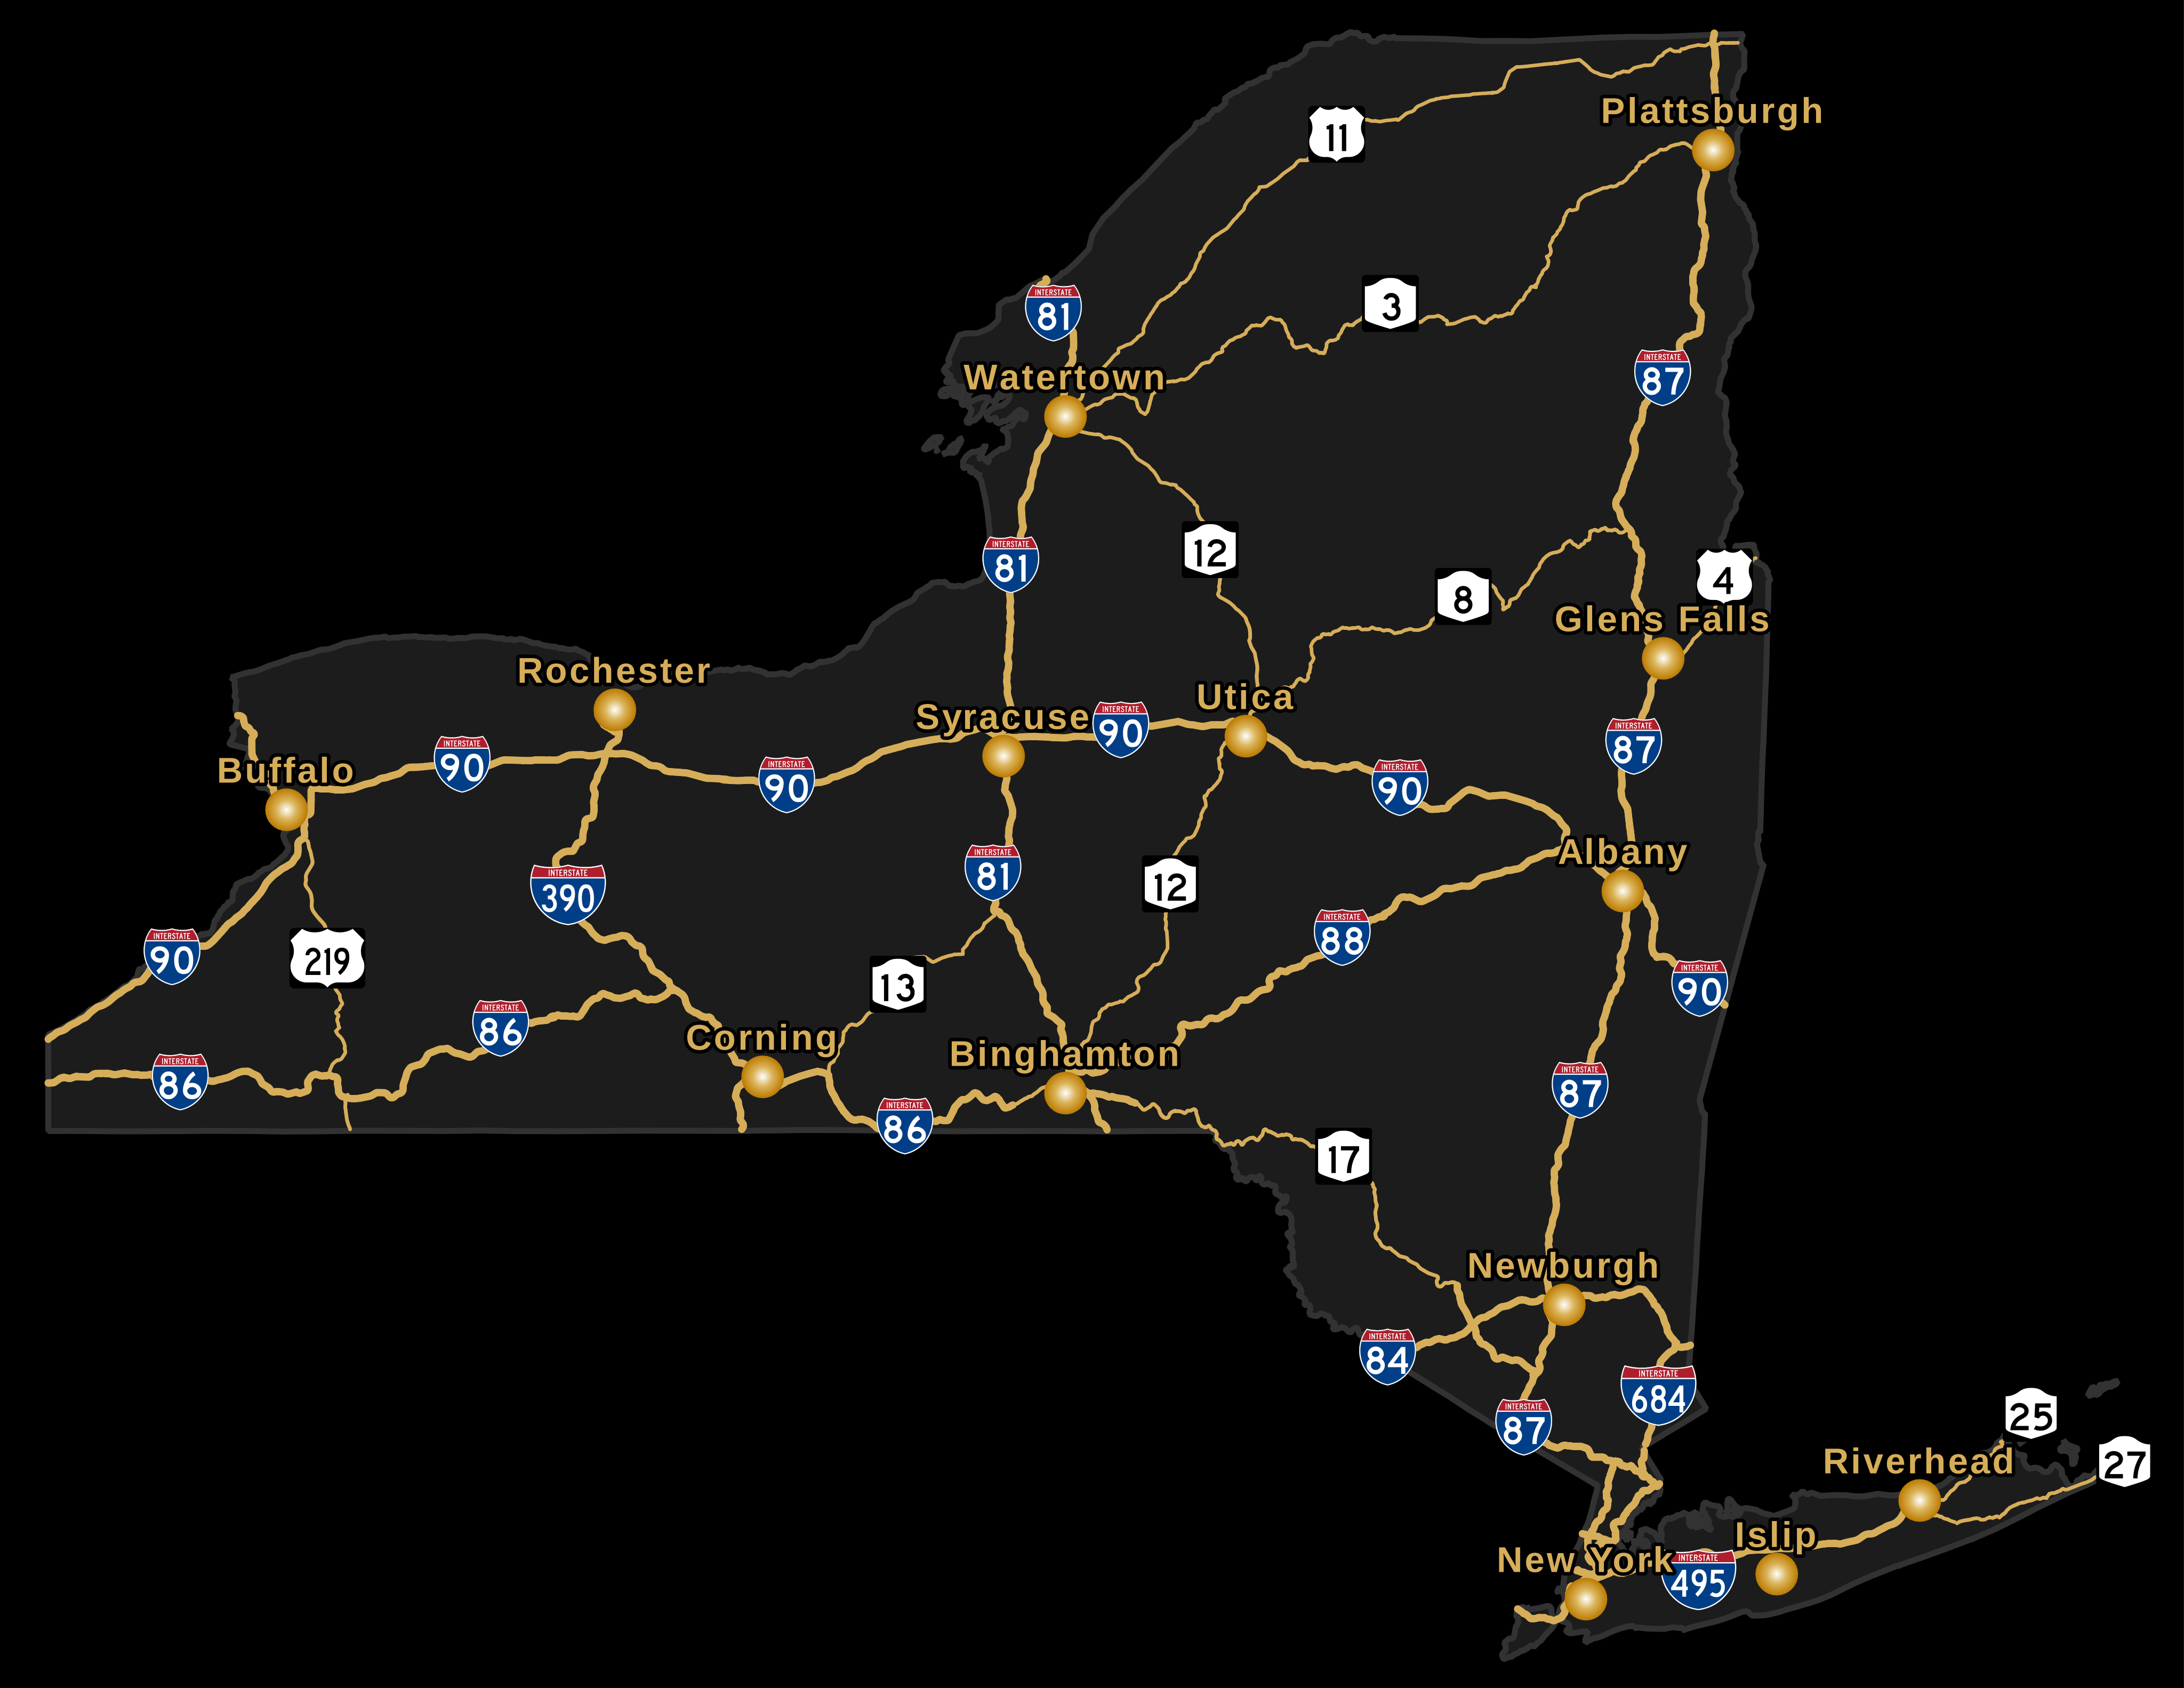 Plattsburgh
11
INTERSTATE
81
3
Watertown
INTERSTATE
87
12
INTERSTATE
81
4
8
Glens Falls
Rochester
Utica
Syracuse
INTERSTATE
90
INTERSTATE
87
INTERSTATE
90
Buffalo
INTERSTATE
90
INTERSTATE
90
Albany
INTERSTATE
390
INTERSTATE
81
12
INTERSTATE
88
INTERSTATE
90
219
13
INTERSTATE
90
INTERSTATE
86
Corning
Binghamton
INTERSTATE
86
INTERSTATE
87
INTERSTATE
86
17
Newburgh
INTERSTATE
84
INTERSTATE
684
INTERSTATE
87
25
27
Riverhead
Islip
New York
INTERSTATE
495